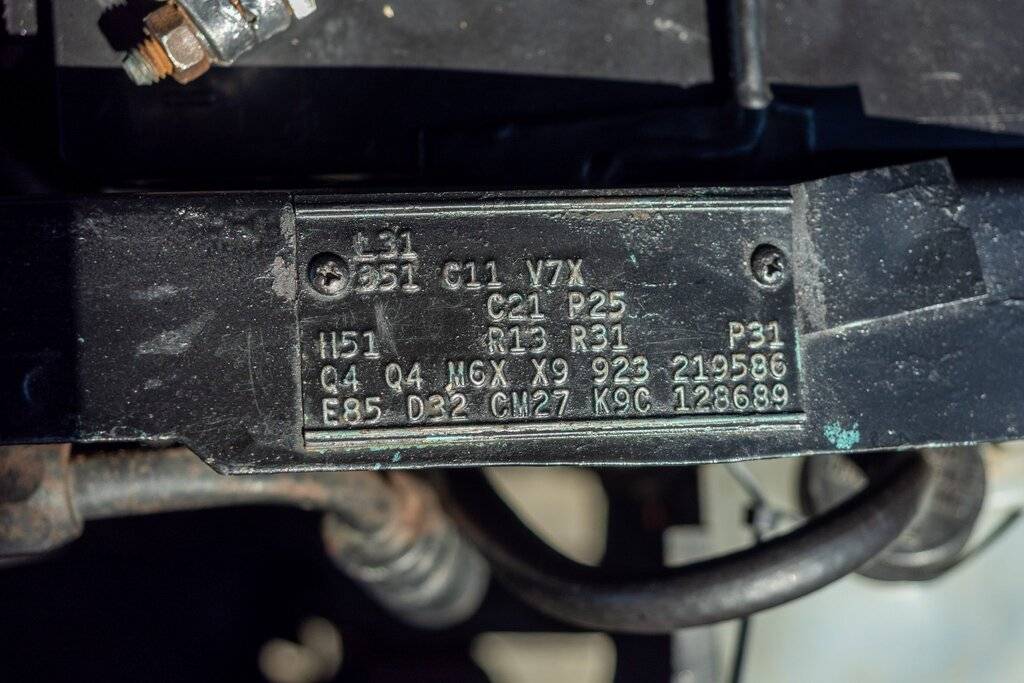 L31
351 G11 V7X
C21 P25
H51 R13 R31 P31
Q4 Q4 M6X X9 923 219586
E85 D32 CM27 K9C 128689